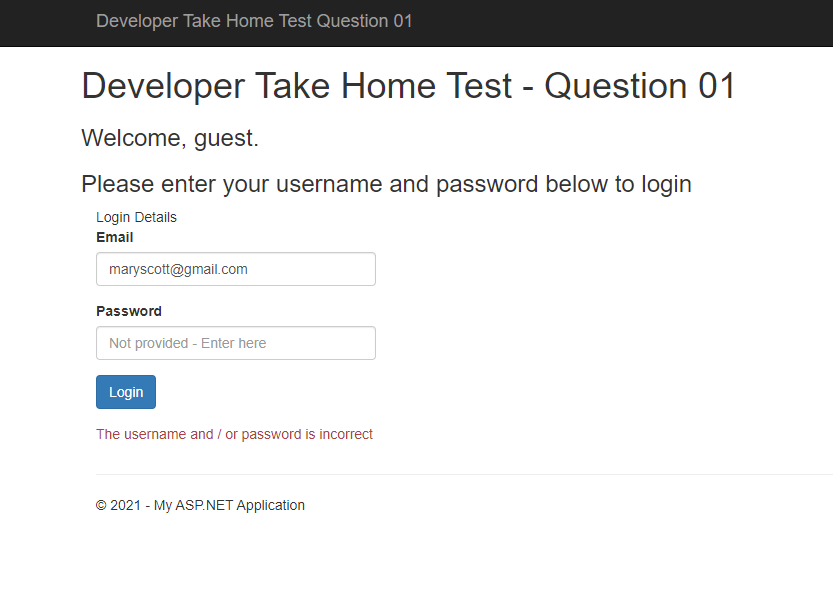 Developer Take Home Test Question 01
Developer Take Home Test - Question 01
Welcome, guest.
Please enter your username and password below to login
Login Details
Email
maryscott@gmail.com
Password
Not provided - Enter here
Login
The username and / or password is incorrect
© 2021 - My ASP.NET Application